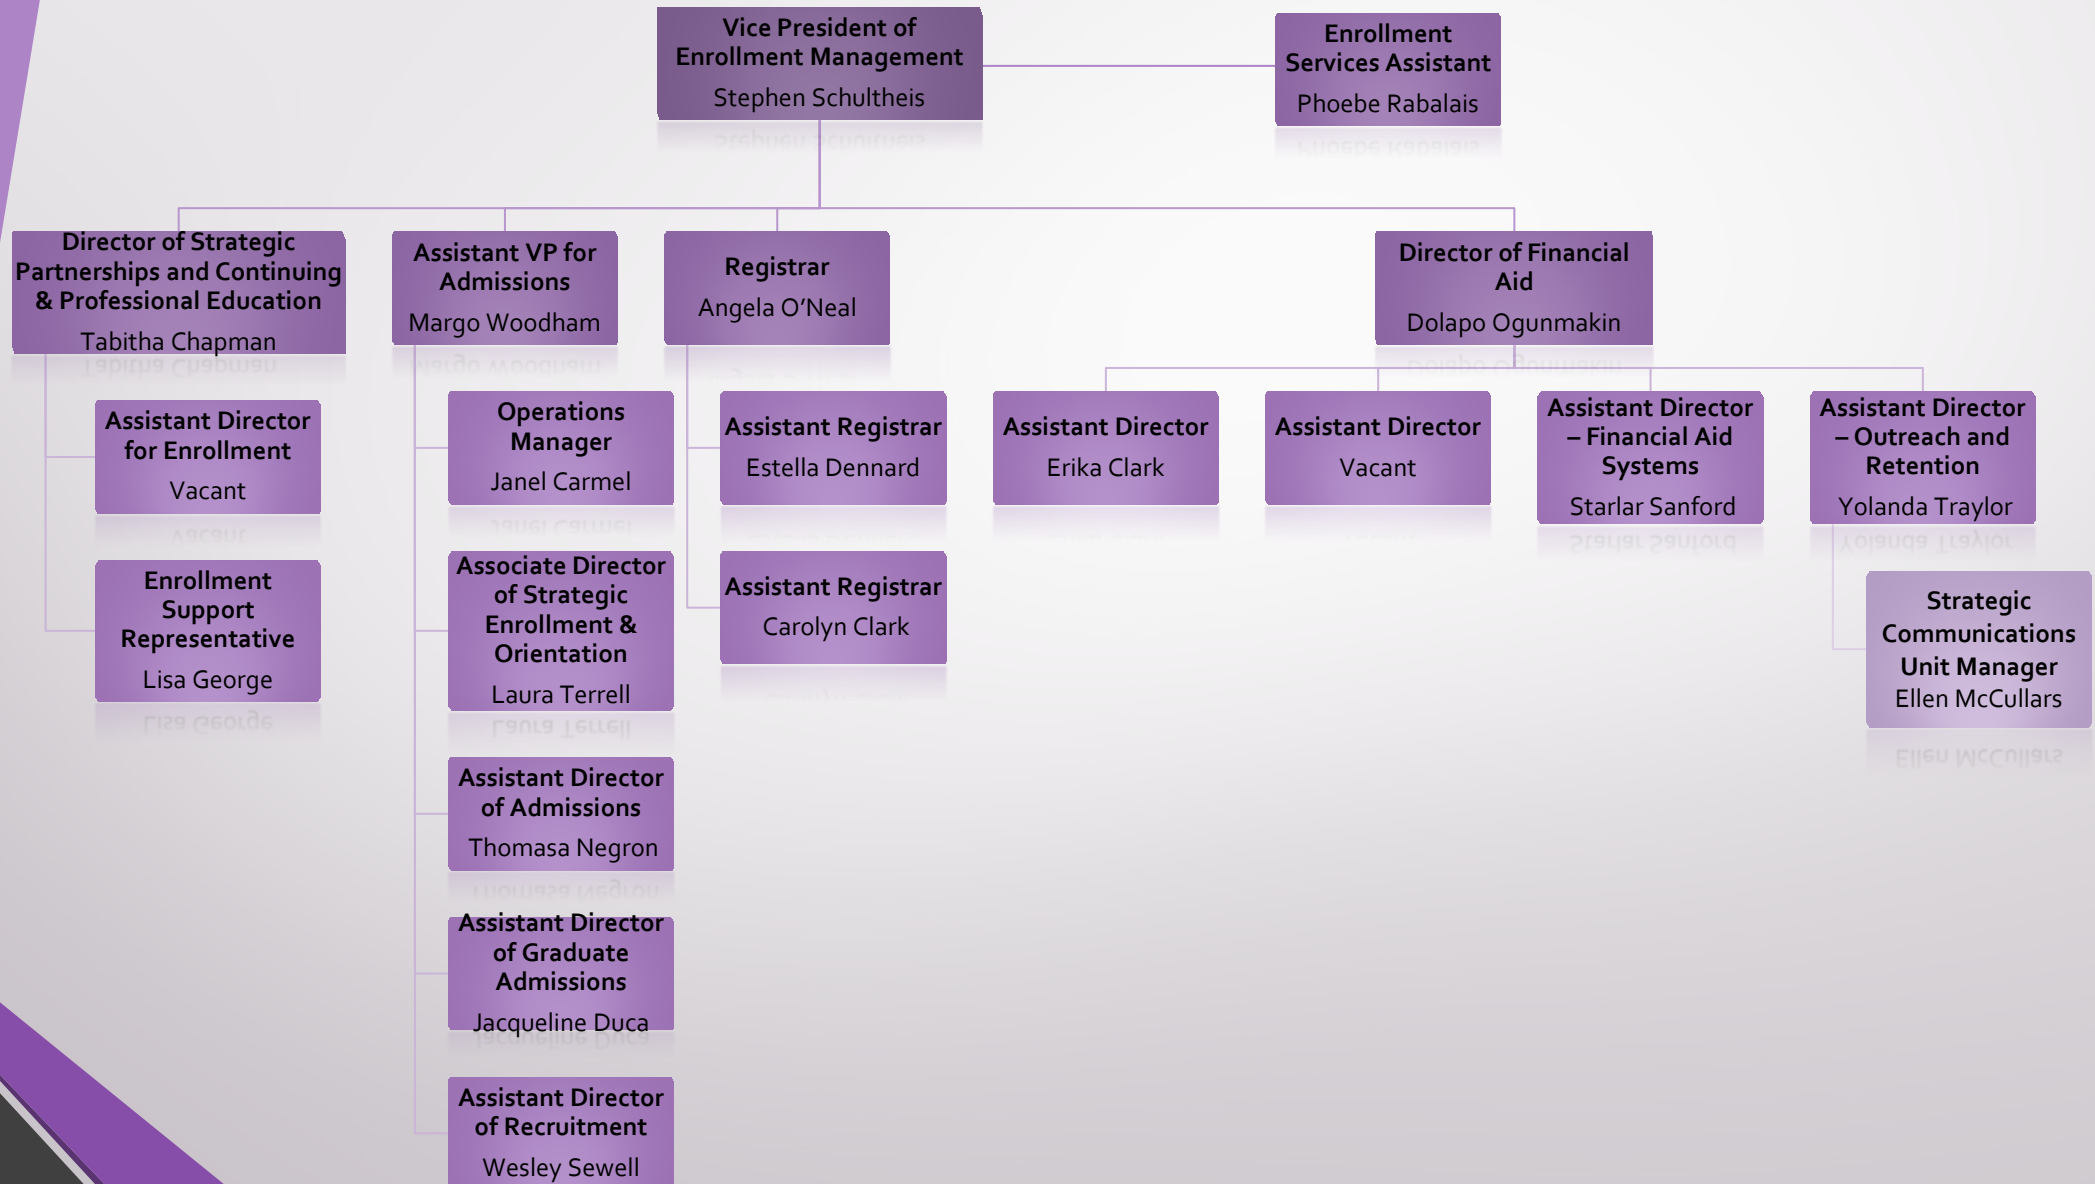 Vice President of
Enrollment Management
Stephen Schultheis
Enrollment
Services Assistant
Phoebe Rabalais
Director of Strategic
Partnerships and Continuing
& Professional Education
Tabitha Chapman
Assistant Director
for Enrollment
Vacant
Enrollment
Support
Representative
Lisa George
Assistant VP for
Admissions
Margo Woodham
Operations
Manager
Janel Carmel
Associate Director
of Strategic
Enrollment &
Orientation
Laura Terrell
Assistant Director
of Admissions
Thomasa Negron
Assistant Director
of Graduate
Admissions
Jacqueline Duca
Assistant Director
of Recruitment
Wesley Sewell
Registrar
Angela O’Neal
Assistant Registrar
Estella Dennard
Assistant Registrar
Carolyn Clark
Director of Financial
Aid
Dolapo Ogunmakin
Assistant Director
Erika Clark
Assistant Director
Vacant
Assistant Director
– Financial Aid
Systems
Starlar Sanford
Assistant Director
– Outreach and
Retention
Yolanda Traylor
Strategic
Communications
Unit Manager
Ellen McCullars